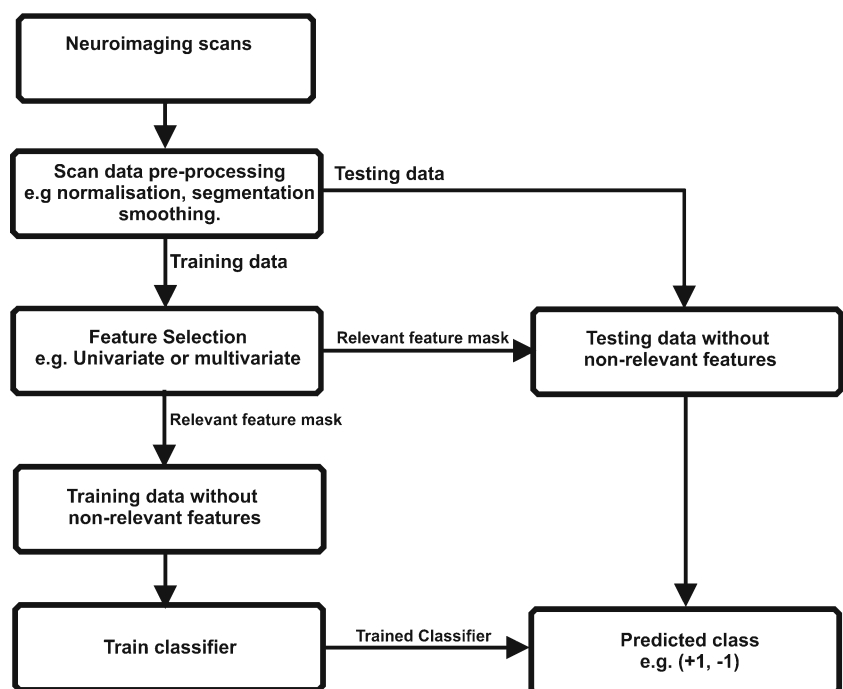 Neuroimaging scans
Scan data pre-processing
e.g normalisation, segmentation
smoothing.
Testing data
Training data
Feature Selection
e.g. Univariate or multivariate
Relevant feature mask
Testing data without
non-relevant features
Relevant feature mask
Training data without
non-relevant features
Train classifier
Trained Classifier
Predicted class
e.g. (+1, -1)